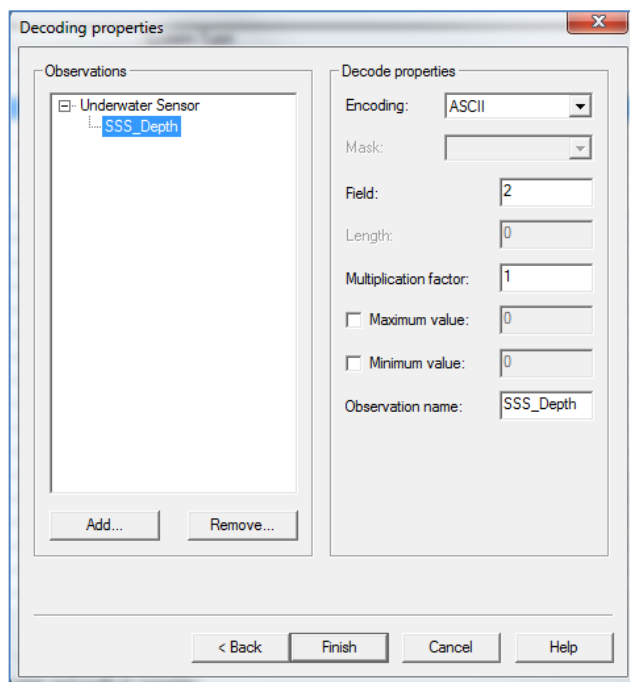 Decoding properties
Observations
Underwater Sensor
SSS_Depth
Add...
Remove...
Decode properties
Encoding: ASCII
Mask:
Field: 2
Length: 0
Multiplication factor: 1
Maximum value: 0
Minimum value: 0
Observation name: SSS_Depth
< Back
Finish
Cancel
Help